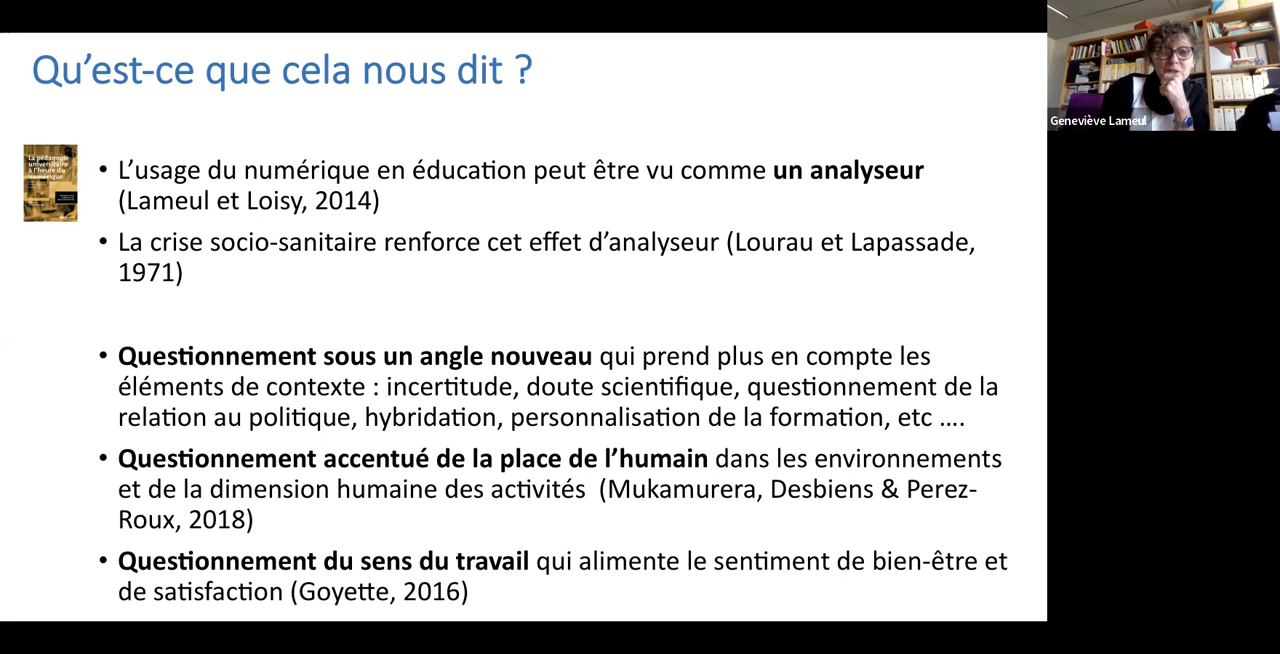 Qu’est-ce que cela nous dit ?
Geneviève Lameul
La pédagogie
universitaire
à l’heure du
numérique
• L’usage du numérique en éducation peut être vu comme un analyseur
(Lameul et Loisy, 2014)
• La crise socio-sanitaire renforce cet effet d’analyseur (Lourau et Lapassade,
1971)
• Questionnement sous un angle nouveau qui prend plus en compte les
éléments de contexte : incertitude, doute scientifique, questionnement de la
relation au politique, hybridation, personnalisation de la formation, etc ….
• Questionnement accentué de la place de l’humain dans les environnements
et de la dimension humaine des activités  (Mukamurera, Desbiens & Perez-
Roux, 2018)
• Questionnement du sens du travail qui alimente le sentiment de bien-être et
de satisfaction (Goyette, 2016)